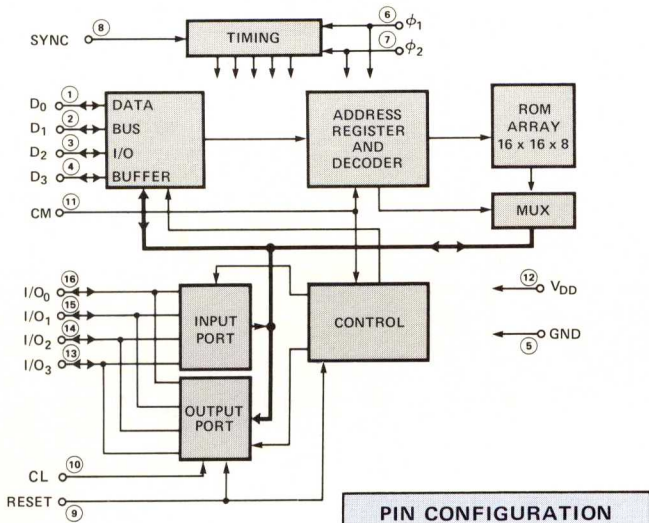 SYNC ⑧ TIMING ⑥ ϕ1
⑦ ϕ2
D0 ① DATA
D1 ② BUS
D2 ③ I/O
D3 ④ BUFFER
ADDRESS
REGISTER
AND
DECODER
ROM
ARRAY
16 x 16 x 8
MUX
CM ⑪
I/O0 ⑯
I/O1 ⑮
I/O2 ⑭
I/O3 ⑬
INPUT
PORT
CONTROL
⑫ VDD
⑤ GND
OUTPUT
PORT
CL ⑩
RESET ⑨
PIN CONFIGURATION